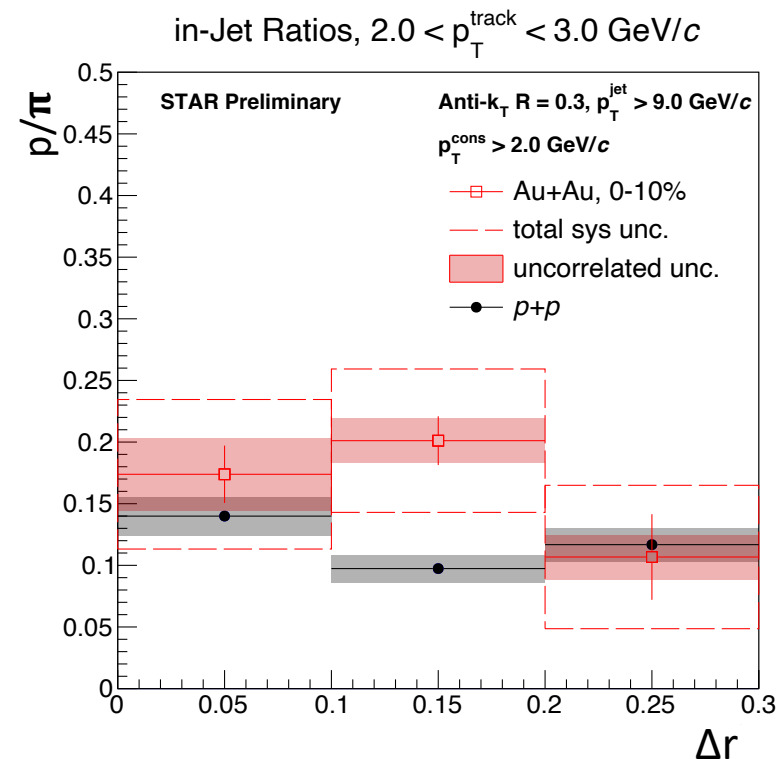 in-Jet Ratios, 2.0 < p_T^track < 3.0 GeV/c
STAR Preliminary
Anti-k_T R = 0.3, p_T^jet > 9.0 GeV/c
p_T^cons > 2.0 GeV/c
Au+Au, 0-10%
total sys unc.
uncorrelated unc.
p+p
p/π
0.5
0.45
0.4
0.35
0.3
0.25
0.2
0.15
0.1
0.05
0
0 0.05 0.1 0.15 0.2 0.25 0.3
Δr